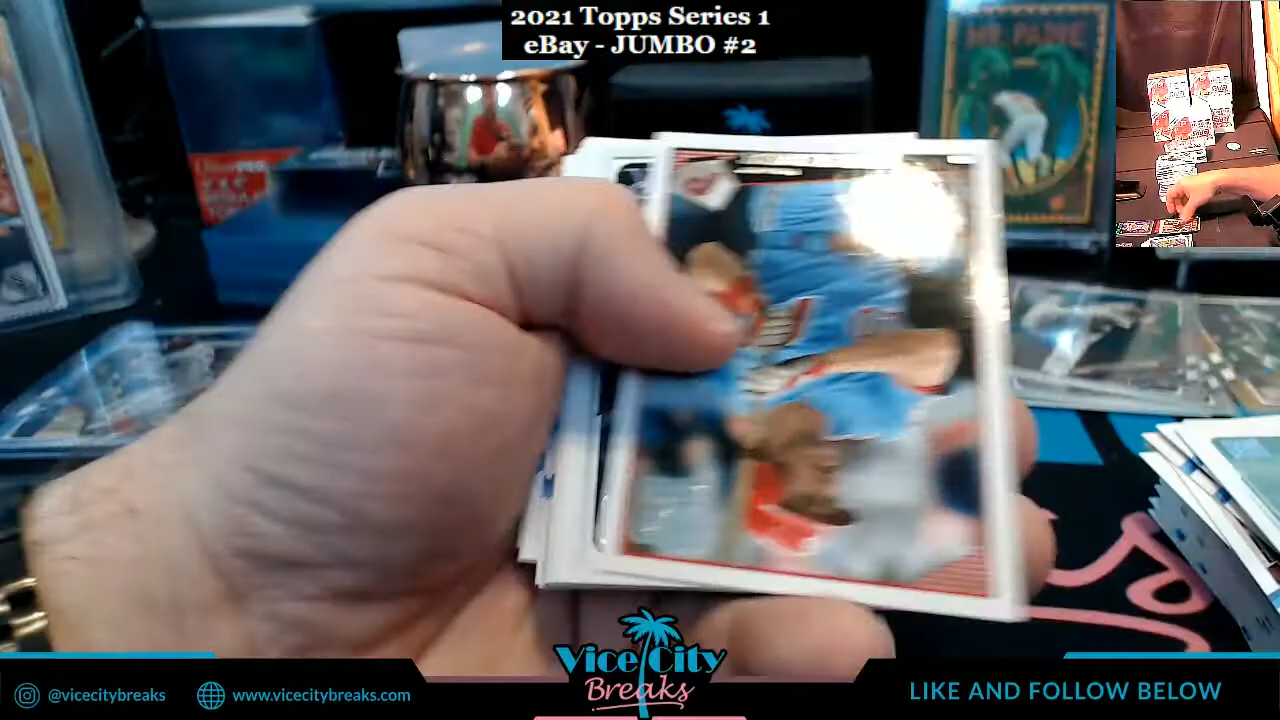 2021 Topps Series 1
eBay - JUMBO #2
MR. PADRE
Vice City
Breaks
@vicecitybreaks
www.vicecitybreaks.com
LIKE AND FOLLOW BELOW